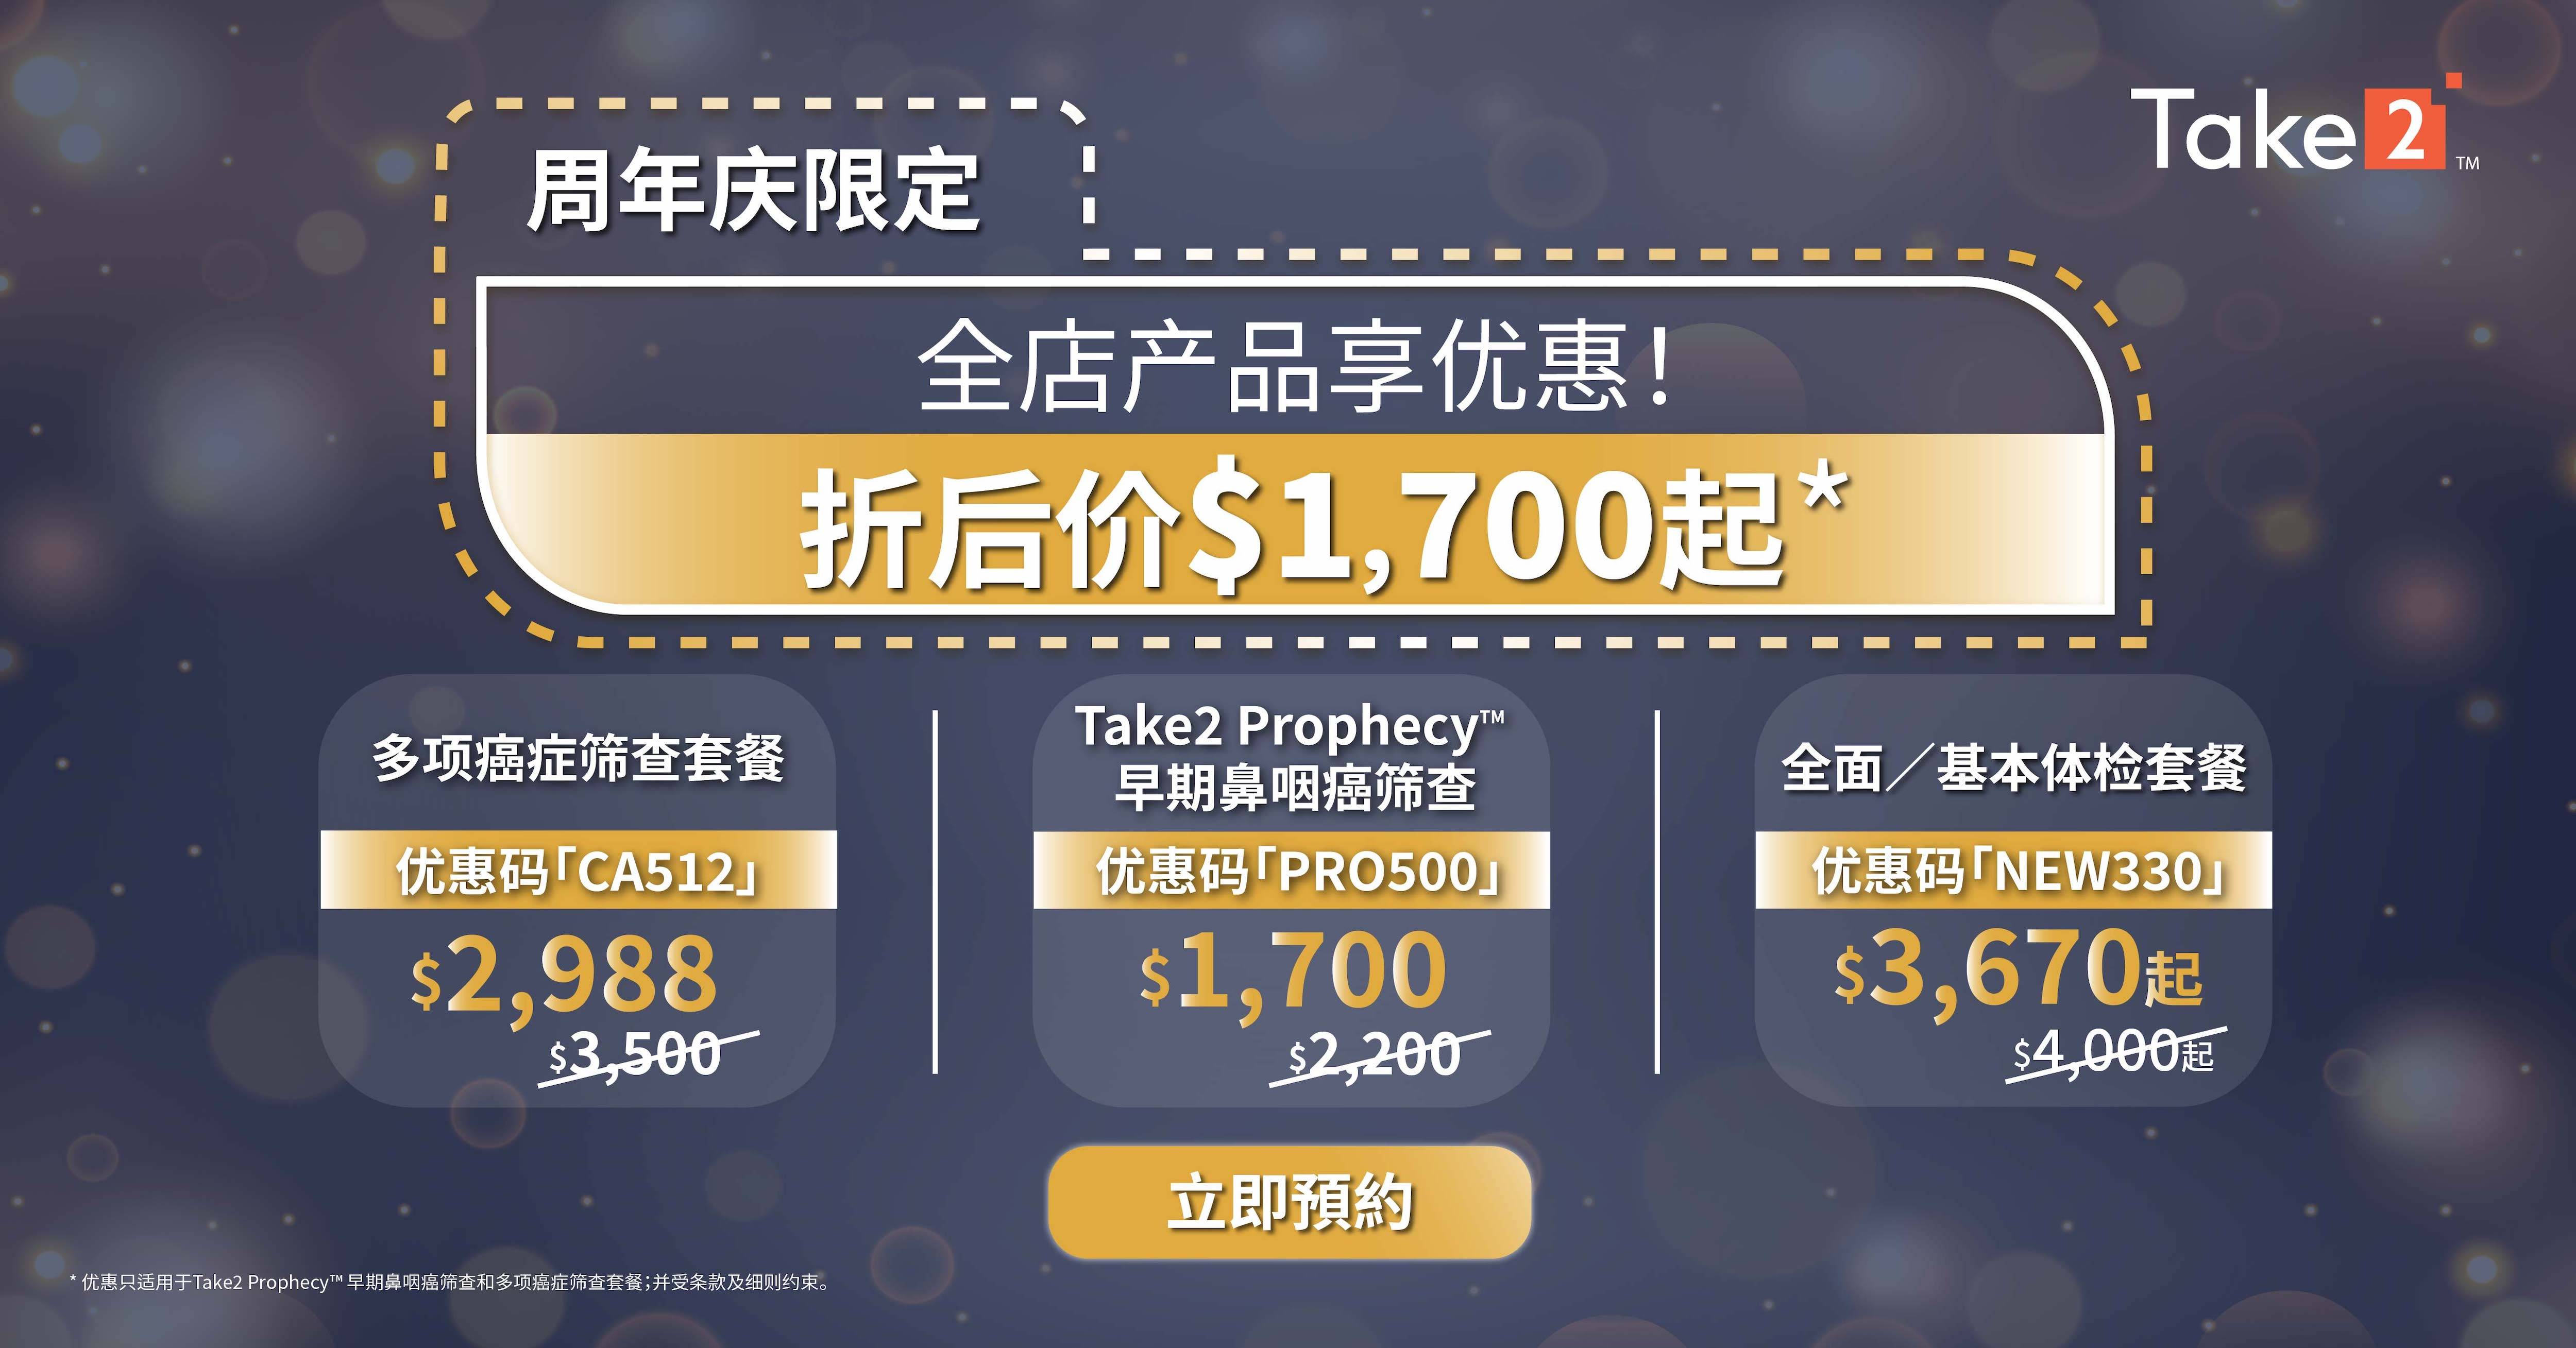 Take2™
周年庆限定
全店产品享优惠！
折后价$1,700起*
多项癌症筛查套餐
优惠码「CA512」
$2,988
$3,500
Take2 Prophecy™
早期鼻咽癌筛查
优惠码「PRO500」
$1,700
$2,200
全面／基本体检套餐
优惠码「NEW330」
$3,670起
$4,000起
立即預約
* 优惠只适用于Take2 Prophecy™ 早期鼻咽癌筛查和多项癌症筛查套餐；并受条款及细则约束。